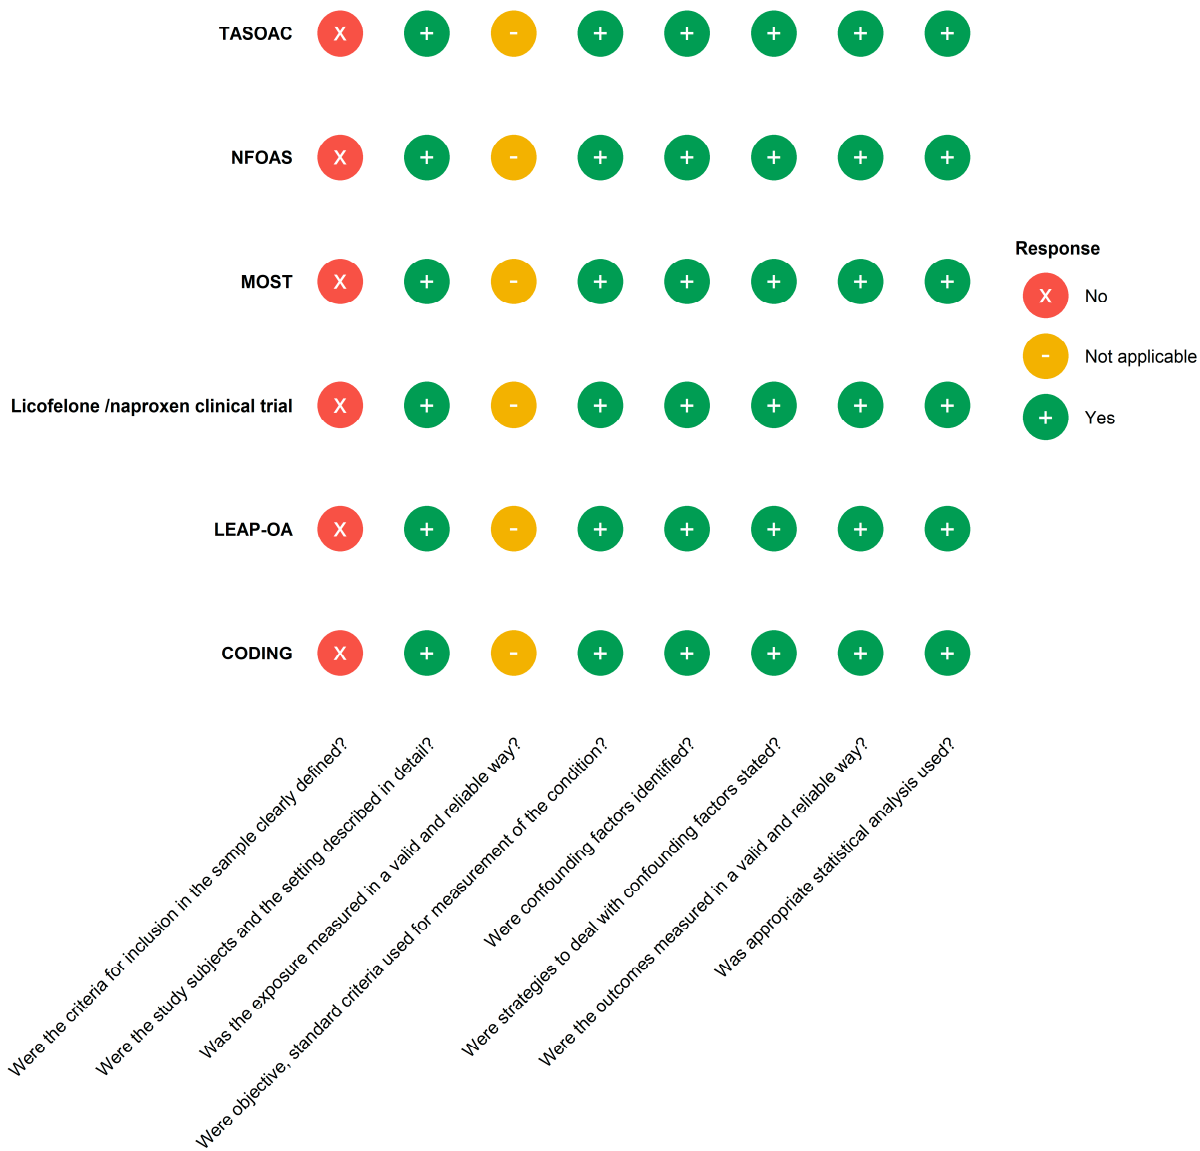 TASOAC X + - + + + + +
NFOAS X + - + + + + +
MOST X + - + + + + +
Licofelone /naproxen clinical trial X + - + + + + +
LEAP-OA X + - + + + + +
CODING X + - + + + + +
Response
X No
- Not applicable
+ Yes
Were the criteria for inclusion in the sample clearly defined?
Were the study subjects and the setting described in detail?
Was the exposure measured in a valid and reliable way?
Were objective, standard criteria used for measurement of the condition?
Were confounding factors identified?
Were strategies to deal with confounding factors stated?
Were the outcomes measured in a valid and reliable way?
Was appropriate statistical analysis used?